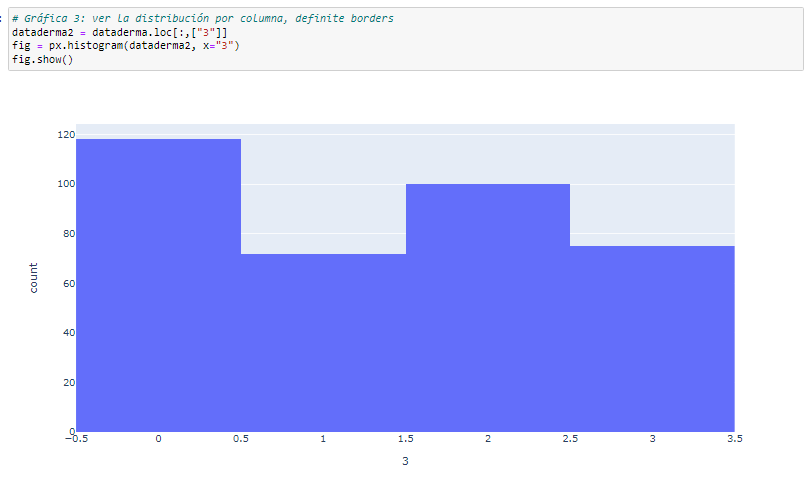 :
# Gráfica 3: ver la distribución por columna, definite borders
dataderma2 = dataderma.loc[:,["3"]]
fig = px.histogram(dataderma2, x="3")
fig.show()
120
100
80
60
40
20
0
count
−0.5 0 0.5 1 1.5 2 2.5 3 3.5
3